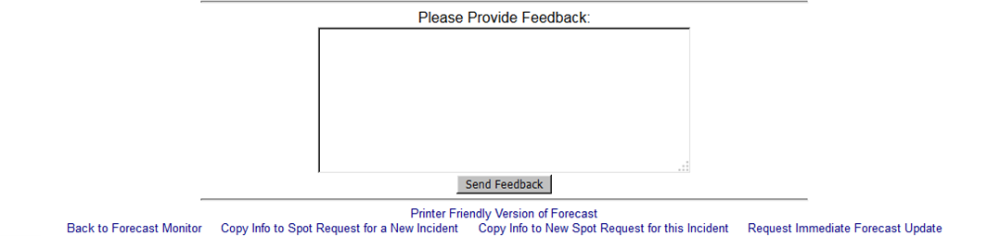 Please Provide Feedback:
Send Feedback
Printer Friendly Version of Forecast
Back to Forecast Monitor Copy Info to Spot Request for a New Incident Copy Info to New Spot Request for this Incident Request Immediate Forecast Update